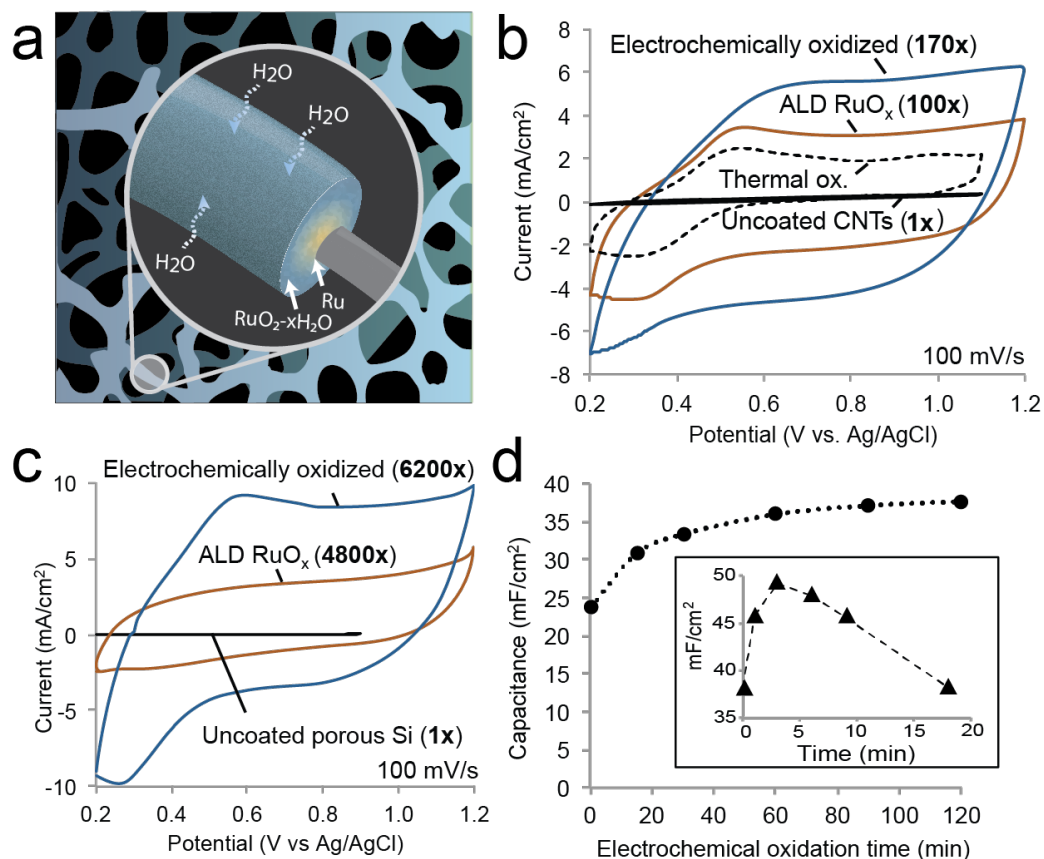 a
H2O
H2O
H2O
Ru
RuO2-xH2O
b
Electrochemically oxidized (170x)
ALD RuOx (100x)
Thermal ox.
Uncoated CNTs (1x)
100 mV/s
8
6
4
2
0
-2
-4
-6
-8
Current (mA/cm2)
0.2
0.4
0.6
0.8
1.0
1.2
Potential (V vs. Ag/AgCl)
c
Electrochemically oxidized (6200x)
ALD RuOx (4800x)
Uncoated porous Si (1x)
100 mV/s
10
5
0
-5
-10
Current (mA/cm2)
0.2
0.4
0.6
0.8
1.0
1.2
Potential (V vs Ag/AgCl)
d
40
35
30
25
20
15
10
5
0
Capacitance (mF/cm2)
0
20
40
60
80
100
120
Electrochemical oxidation time (min)
50
45
40
35
mF/cm2
0
5
10
15
20
Time (min)